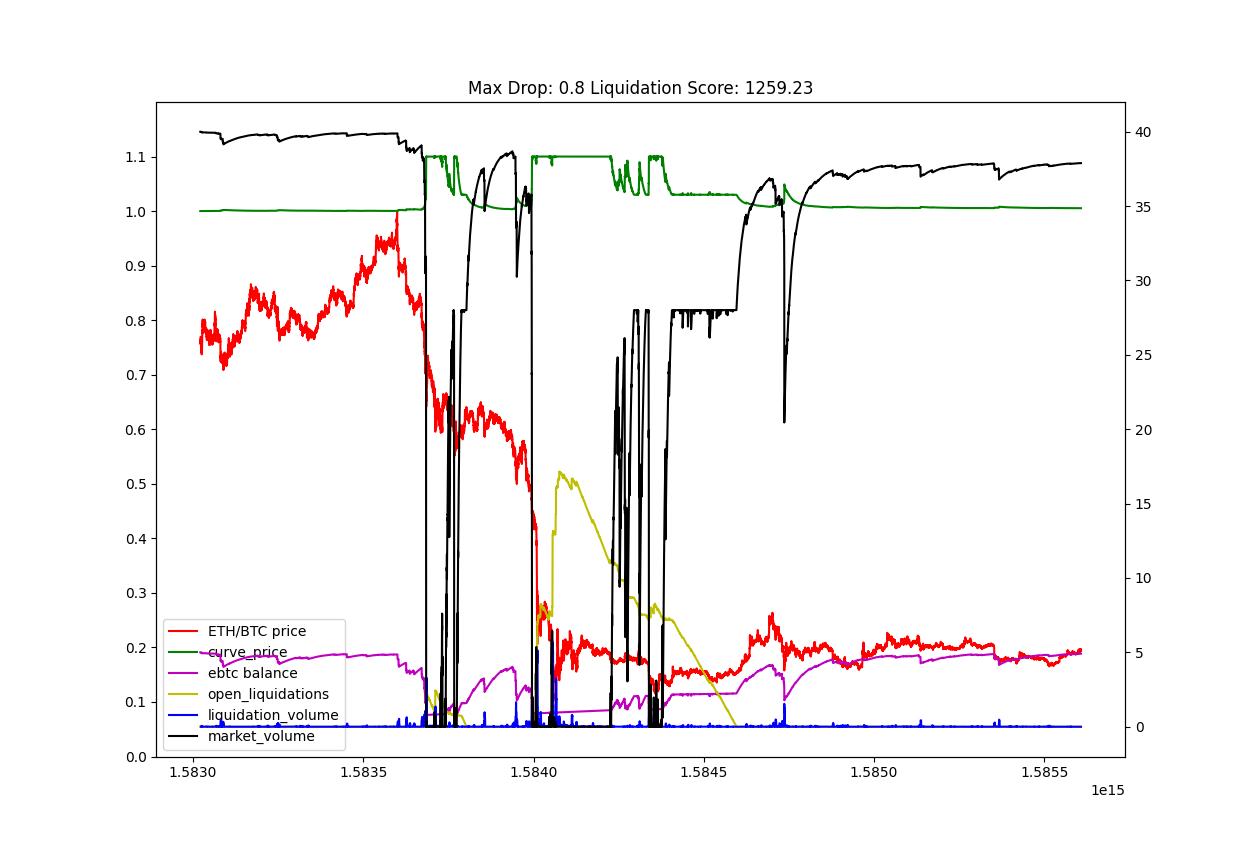 Max Drop: 0.8 Liquidation Score: 1259.23
1.1
1.0
0.9
0.8
0.7
0.6
0.5
0.4
0.3
0.2
0.1
0.0
40
35
30
25
20
15
10
5
0
ETH/BTC price
curve_price
ebtc balance
open_liquidations
liquidation_volume
market_volume
1.5830 1.5835 1.5840 1.5845 1.5850 1.5855
1e15